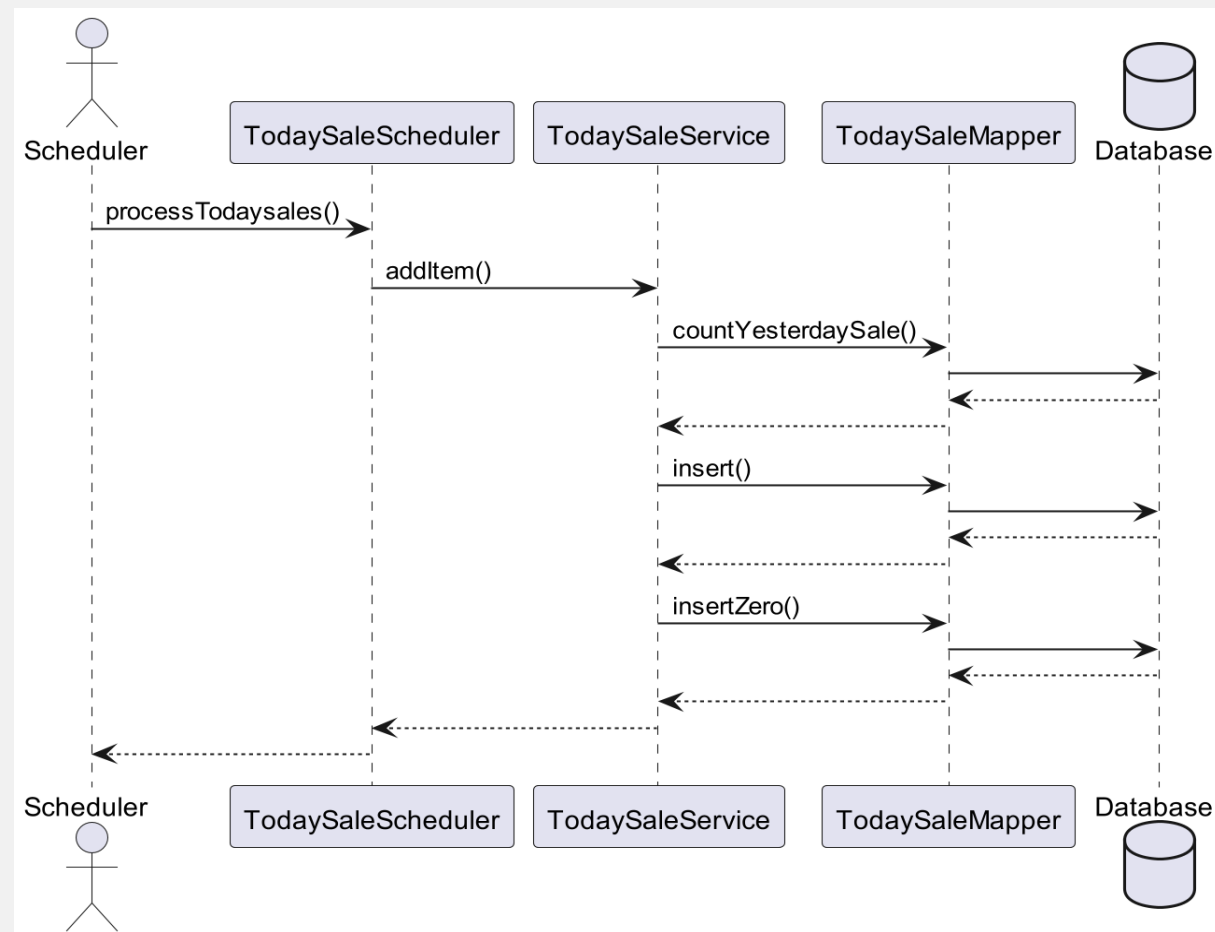 Scheduler
TodaySaleScheduler
TodaySaleService
TodaySaleMapper
Database
processTodaysales()
addItem()
countYesterdaySale()
insert()
insertZero()
Scheduler
TodaySaleScheduler
TodaySaleService
TodaySaleMapper
Database